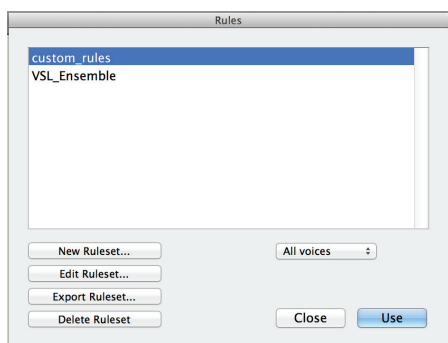 Rules
custom_rules
VSL_Ensemble
New Ruleset...
All voices
Edit Ruleset...
Export Ruleset...
Delete Ruleset
Close
Use